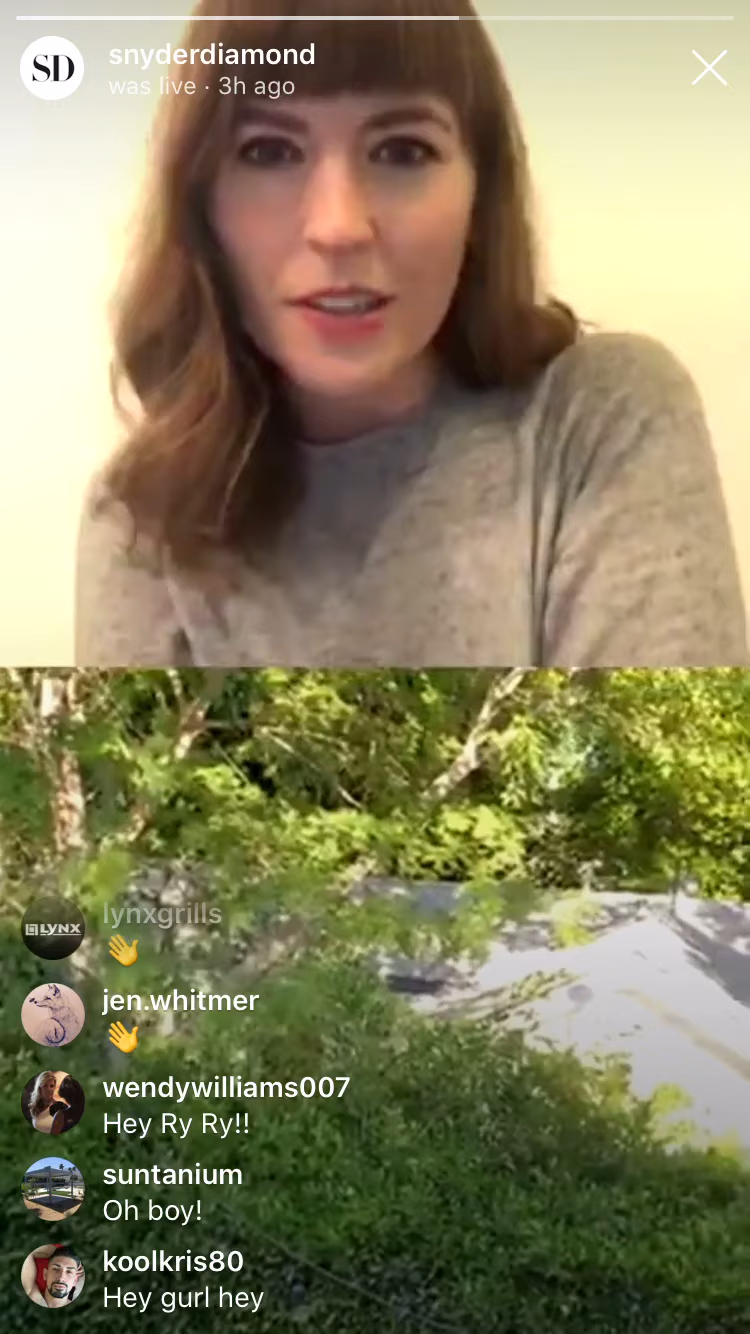 SD
snyderdiamond
was live · 3h ago
LYNX
lynxgrills
👋
jen.whitmer
👋
wendywilliams007
Hey Ry Ry!!
suntanium
Oh boy!
koolkris80
Hey gurl hey